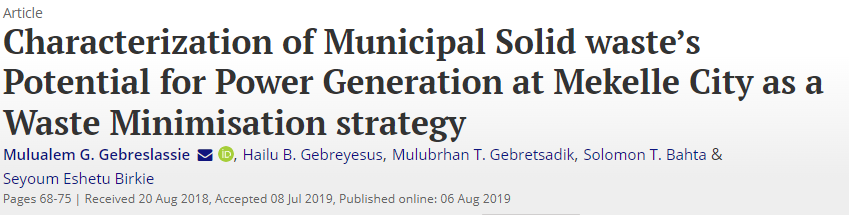 Article
Characterization of Municipal Solid waste’s
Potential for Power Generation at Mekelle City as a
Waste Minimisation strategy
Mulualem G. Gebreslassie iD, Hailu B. Gebreyesus, Mulubrhan T. Gebretsadik, Solomon T. Bahta &
Seyoum Eshetu Birkie
Pages 68-75 | Received 20 Aug 2018, Accepted 08 Jul 2019, Published online: 06 Aug 2019